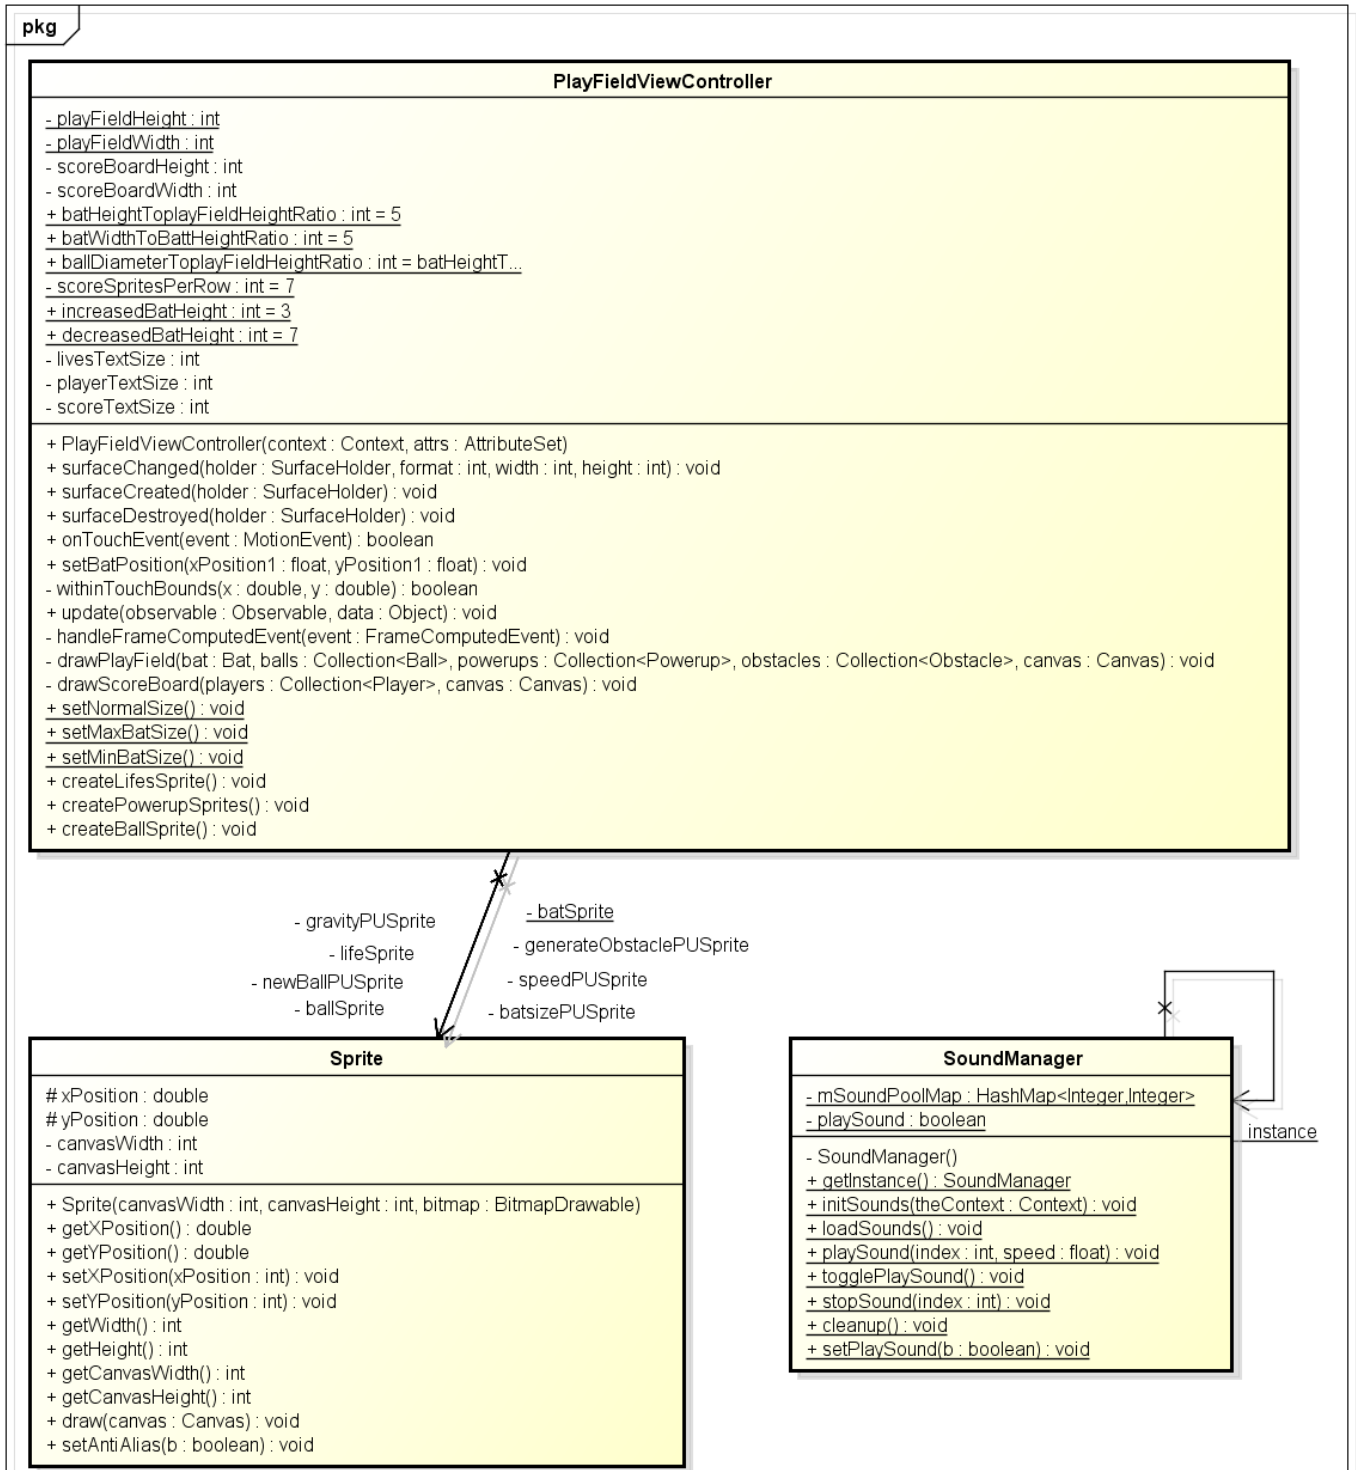 pkg
PlayFieldViewController
- playFieldHeight : int
- playFieldWidth : int
- scoreBoardHeight : int
- scoreBoardWidth : int
+ batHeightToplayFieldHeightRatio : int = 5
+ batWidthToBattHeightRatio : int = 5
+ ballDiameterToplayFieldHeightRatio : int = batHeightT...
- scoreSpritesPerRow : int = 7
+ increasedBatHeight : int = 3
+ decreasedBatHeight : int = 7
- livesTextSize : int
- playerTextSize : int
- scoreTextSize : int
+ PlayFieldViewController(context : Context, attrs : AttributeSet)
+ surfaceChanged(holder : SurfaceHolder, format : int, width : int, height : int) : void
+ surfaceCreated(holder : SurfaceHolder) : void
+ surfaceDestroyed(holder : SurfaceHolder) : void
+ onTouchEvent(event : MotionEvent) : boolean
+ setBatPosition(xPosition1 : float, yPosition1 : float) : void
- withinTouchBounds(x : double, y : double) : boolean
+ update(observable : Observable, data : Object) : void
- handleFrameComputedEvent(event : FrameComputedEvent) : void
- drawPlayField(bat : Bat, balls : Collection<Ball>, powerups : Collection<Powerup>, obstacles : Collection<Obstacle>, canvas : Canvas) : void
- drawScoreBoard(players : Collection<Player>, canvas : Canvas) : void
+ setNormalSize() : void
+ setMaxBatSize() : void
+ setMinBatSize() : void
+ createLifesSprite() : void
+ createPowerupSprites() : void
+ createBallSprite() : void
- gravityPUSprite
- lifeSprite
- newBallPUSprite
- ballSprite
- batSprite
- generateObstaclePUSprite
- speedPUSprite
- batsizePUSprite
Sprite
# xPosition : double
# yPosition : double
- canvasWidth : int
- canvasHeight : int
+ Sprite(canvasWidth : int, canvasHeight : int, bitmap : BitmapDrawable)
+ getXPosition() : double
+ getYPosition() : double
+ setXPosition(xPosition : int) : void
+ setYPosition(yPosition : int) : void
+ getWidth() : int
+ getHeight() : int
+ getCanvasWidth() : int
+ getCanvasHeight() : int
+ draw(canvas : Canvas) : void
+ setAntiAlias(b : boolean) : void
SoundManager
- mSoundPoolMap : HashMap<Integer,Integer>
- playSound : boolean
- SoundManager()
+ getInstance() : SoundManager
+ initSounds(theContext : Context) : void
+ loadSounds() : void
+ playSound(index : int, speed : float) : void
+ togglePlaySound() : void
+ stopSound(index : int) : void
+ cleanup() : void
+ setPlaySound(b : boolean) : void
instance